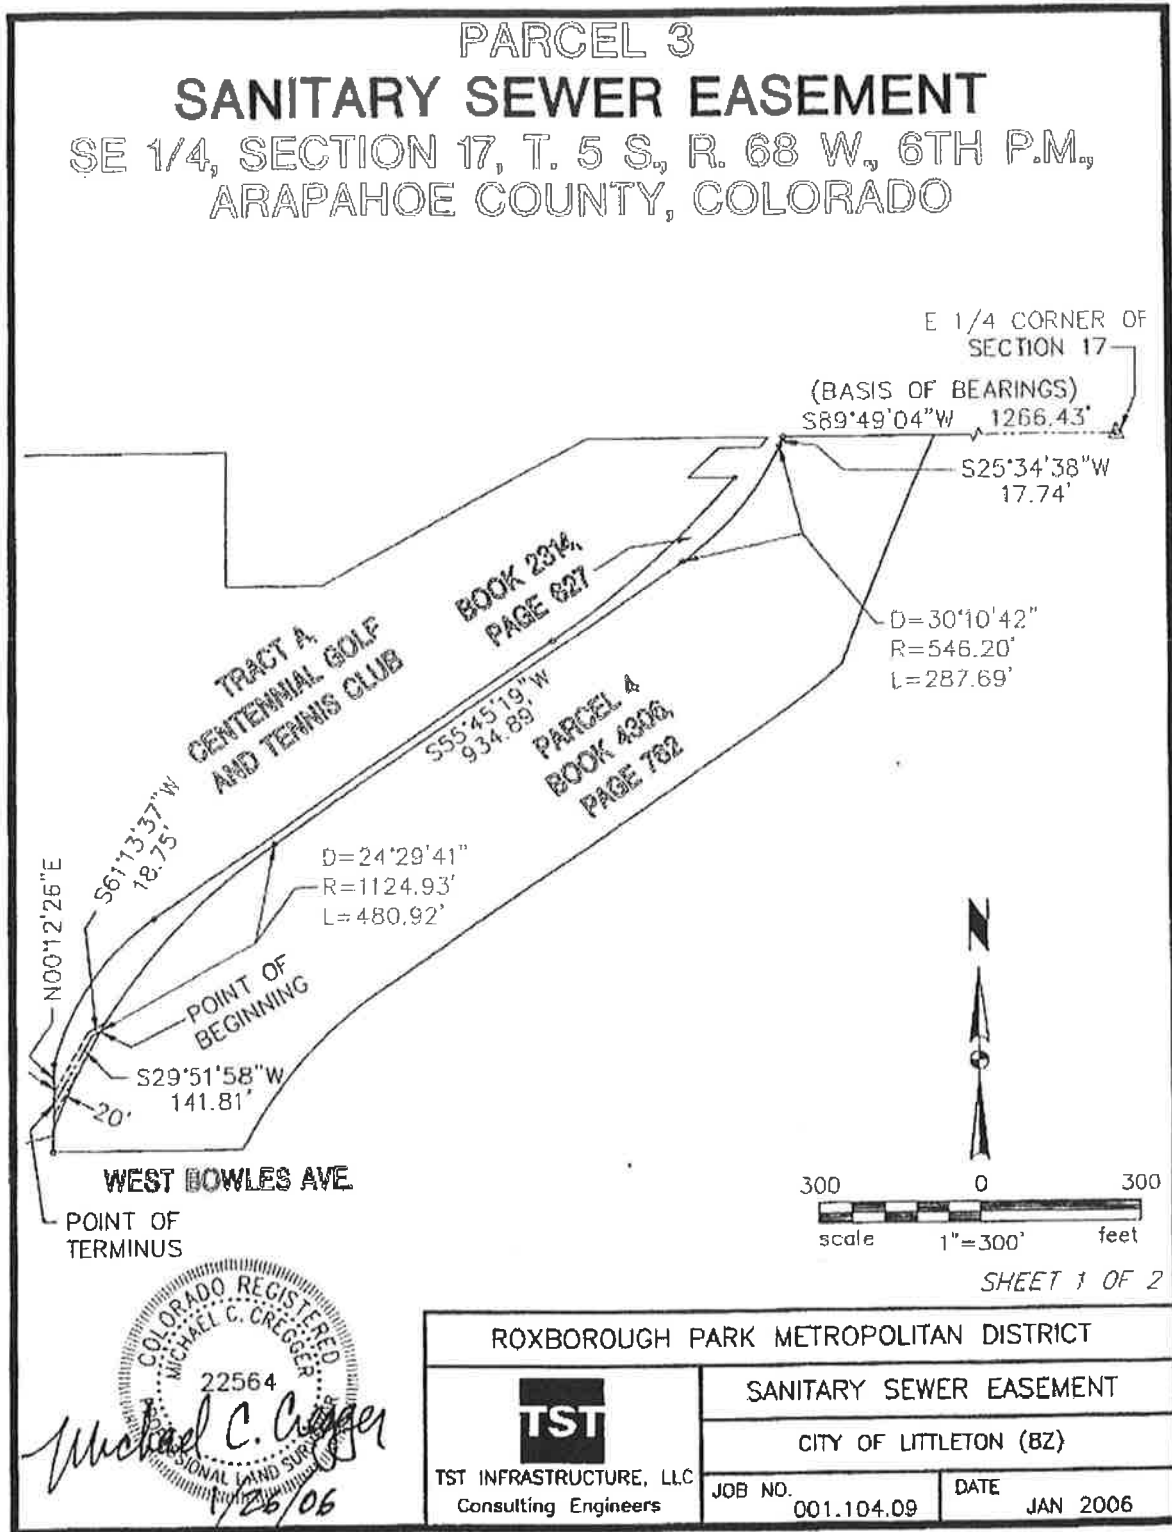 PARCEL 3
SANITARY SEWER EASEMENT
SE 1/4, SECTION 17, T. 5 S., R. 68 W., 6TH P.M.,
ARAPAHOE COUNTY, COLORADO
E 1/4 CORNER OF
SECTION 17
(BASIS OF BEARINGS)
S89°49'04"W 1266.43'
S25°34'38"W
17.74'
BOOK 2314,
PAGE 627
TRACT A,
CENTENNIAL GOLF
AND TENNIS CLUB
D=30°10'42"
R=546.20'
L=287.69'
S55°45'19"W
934.89'
PARCEL A
BOOK 4306,
PAGE 762
S61°13'37"W
18.75'
N00°12'26"E
D=24°29'41"
R=1124.93'
L=480.92'
POINT OF
BEGINNING
S29°51'58"W
141.81'
20'
WEST BOWLES AVE.
POINT OF
TERMINUS
N
300 0 300
scale 1"=300' feet
SHEET 1 OF 2
COLORADO REGISTERED
MICHAEL C. CREGGER
22564
PROFESSIONAL LAND SURVEYOR
Michael C. Cregger
1/26/06
ROXBOROUGH PARK METROPOLITAN DISTRICT
TST
TST INFRASTRUCTURE, LLC
Consulting Engineers
SANITARY SEWER EASEMENT
CITY OF LITTLETON (BZ)
JOB NO. 001.104.09
DATE JAN 2006